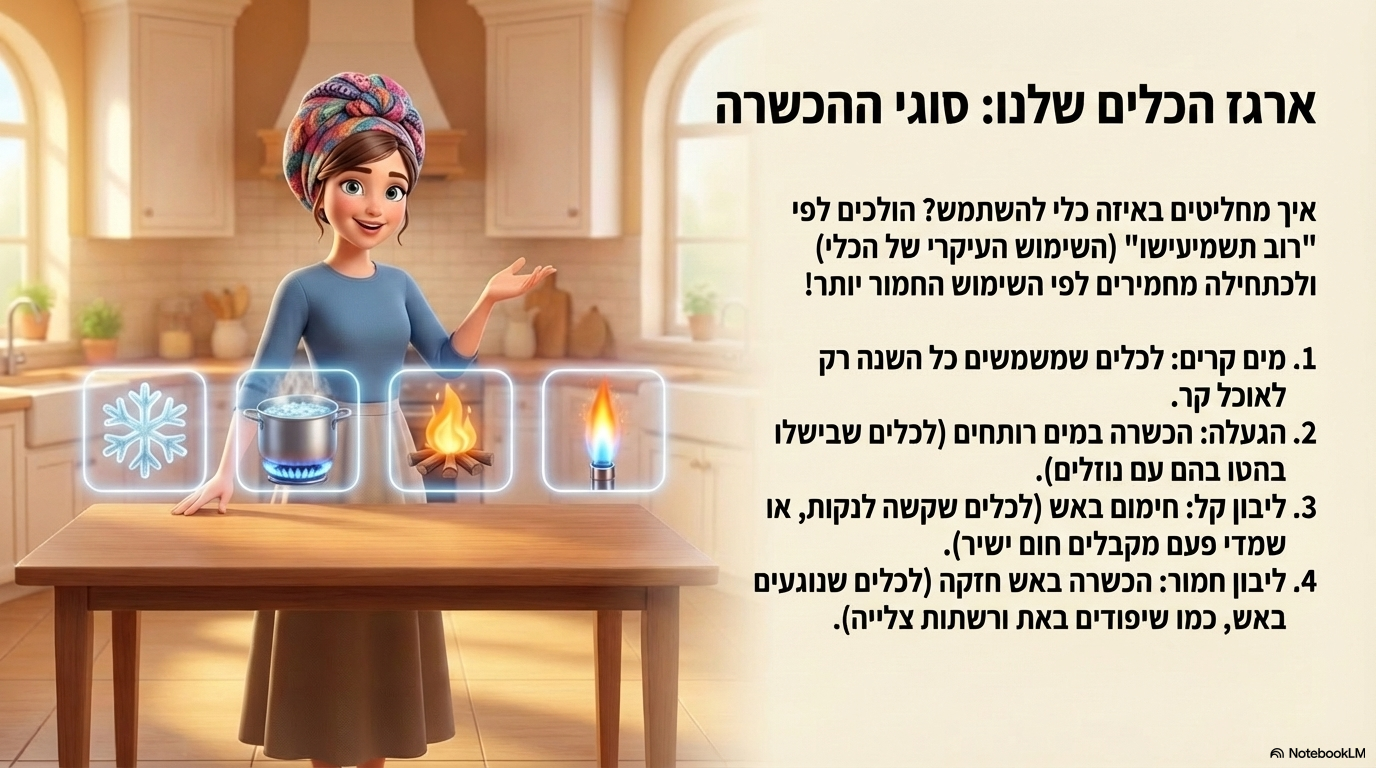 ארגז הכלים שלנו: סוגי ההכשרה
איך מחליטים באיזה כלי להשתמש? הולכים לפי
"רוב תשמיעישו" (השימוש העיקרי של הכלי)
ולכתחילה מחמירים לפי השימוש החמור יותר!
1. מים קרים: לכלים שמשמשים כל השנה רק
לאוכל קר.
2. הגעלה: הכשרה במים רותחים (לכלים שבישלו
בהטו בהם עם נוזלים).
3. ליבון קל: חימום באש (לכלים שקשה לנקות, או
שמדי פעם מקבלים חום ישיר).
4. ליבון חמור: הכשרה באש חזקה (לכלים שנוגעים
באש, כמו שיפודים באת ורשתות צלייה).
NotebookLM